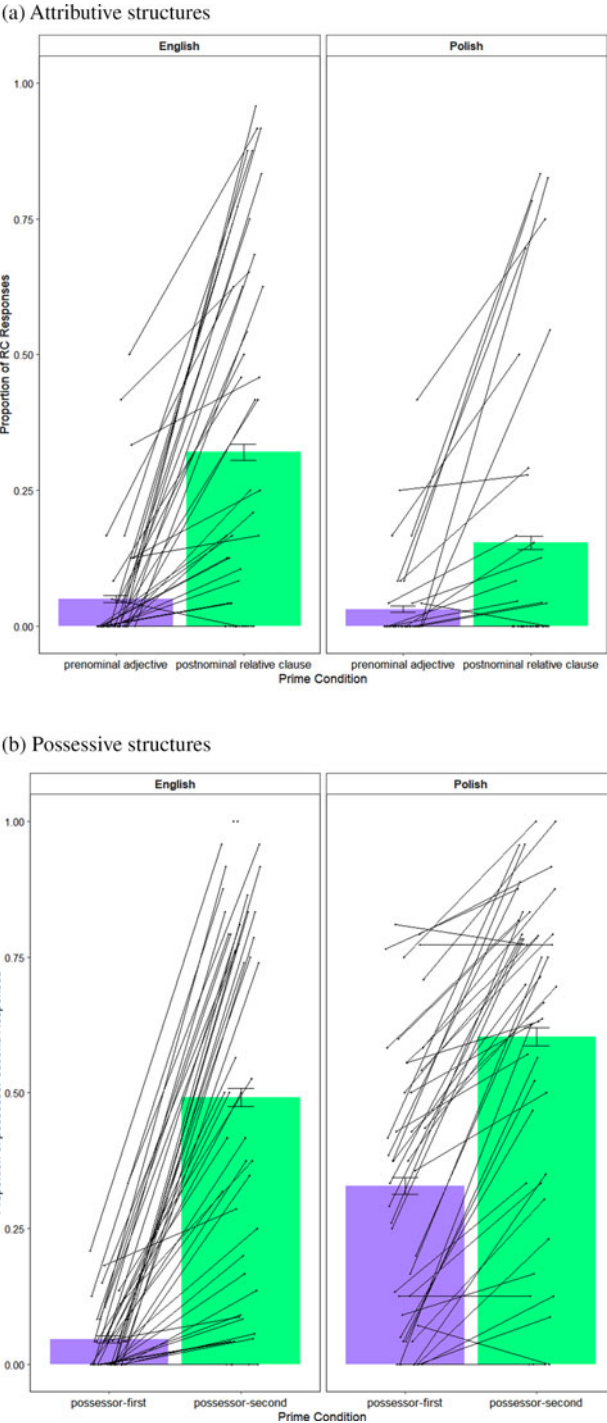 (a) Attributive structures
English Polish
1.00
0.75
0.50
0.25
0.00
Proportion of RC Responses
prenominal adjective postnominal relative clause prenominal adjective postnominal relative clause
Prime Condition
(b) Possessive structures
English Polish
1.00
0.75
0.50
0.25
0.00
possessor-first possessor-second possessor-first possessor-second
Prime Condition